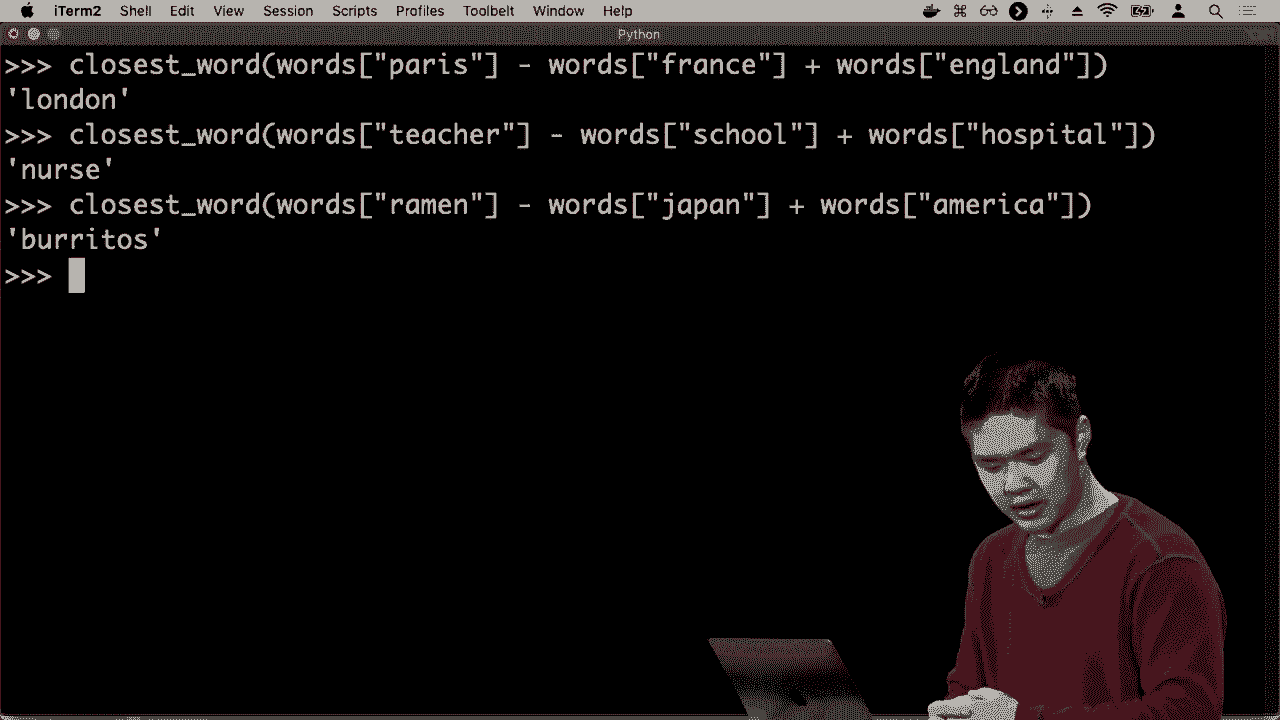 iTerm2 Shell Edit View Session Scripts Profiles Toolbelt Window Help
Python
>>> closest_word(words["paris"] - words["france"] + words["england"])
'london'
>>> closest_word(words["teacher"] - words["school"] + words["hospital"])
'nurse'
>>> closest_word(words["ramen"] - words["japan"] + words["america"])
'burritos'
>>>